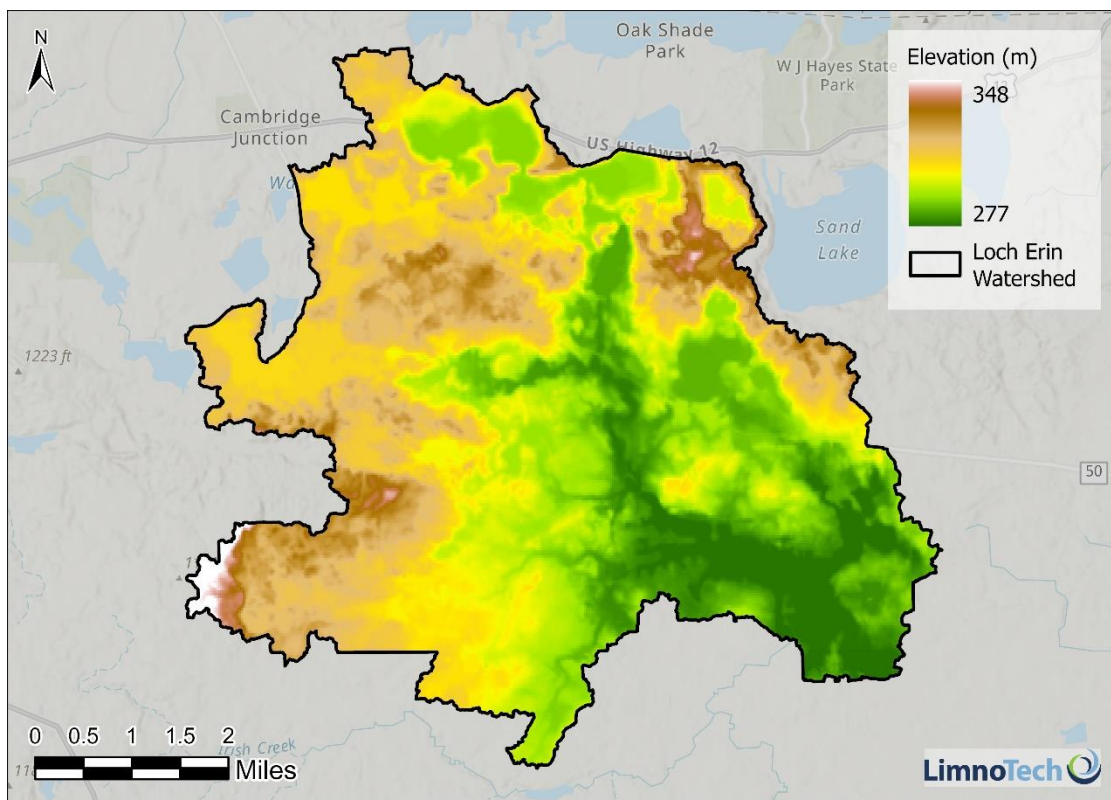 N
Oak Shade
Park
W J Hayes State
Park
Cambridge
Junction
US Highway 12
Sand
Lake
1223 ft
50
Irish Creek
Elevation (m)
348
277
Loch Erin
Watershed
0 0.5 1 1.5 2
Miles
LimnoTech